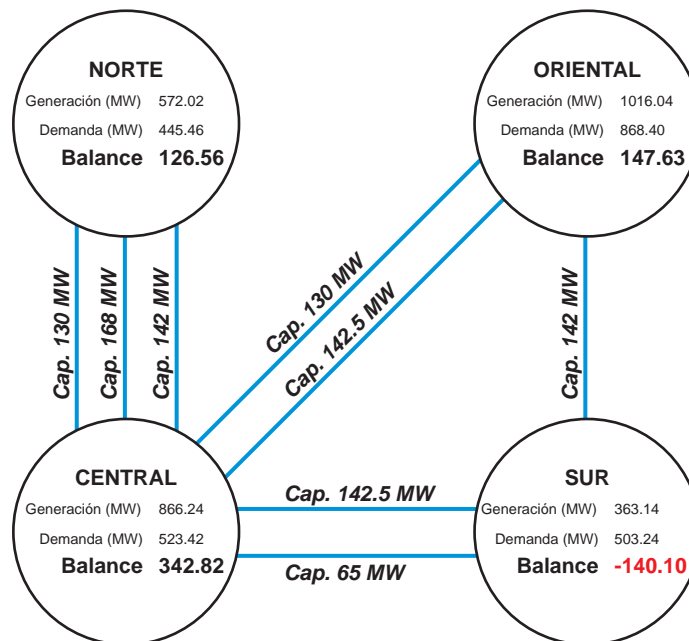 NORTE
Generación (MW) 572.02
Demanda (MW) 445.46
Balance 126.56
ORIENTAL
Generación (MW) 1016.04
Demanda (MW) 868.40
Balance 147.63
Cap. 130 MW
Cap. 168 MW
Cap. 142 MW
Cap. 130 MW
Cap. 142.5 MW
Cap. 142 MW
CENTRAL
Generación (MW) 866.24
Demanda (MW) 523.42
Balance 342.82
Cap. 142.5 MW
Cap. 65 MW
SUR
Generación (MW) 363.14
Demanda (MW) 503.24
Balance -140.10